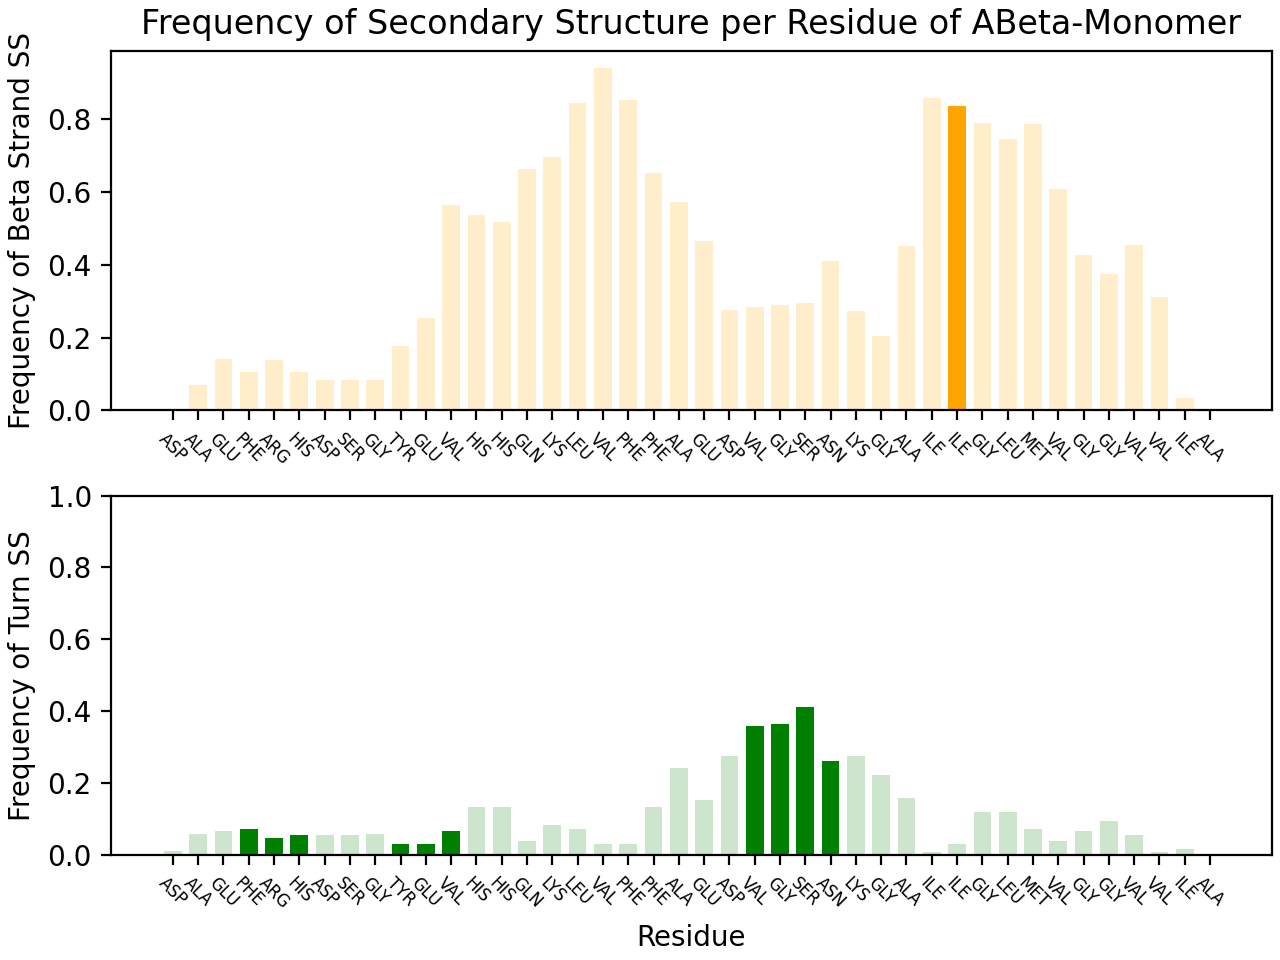 Frequency of Secondary Structure per Residue of ABeta-Monomer
Frequency of Beta Strand SS
0.8
0.6
0.4
0.2
0.0
ASP ALA GLU PHE ARG HIS ASP SER GLY TYR GLU VAL HIS HIS GLN LYS LEU VAL PHE PHE ALA GLU ASP VAL GLY SER ASN LYS GLY ALA ILE ILE GLY LEU MET VAL GLY GLY VAL VAL ILE ALA
Frequency of Turn SS
1.0
0.8
0.6
0.4
0.2
0.0
ASP ALA GLU PHE ARG HIS ASP SER GLY TYR GLU VAL HIS HIS GLN LYS LEU VAL PHE PHE ALA GLU ASP VAL GLY SER ASN LYS GLY ALA ILE ILE GLY LEU MET VAL GLY GLY VAL VAL ILE ALA
Residue